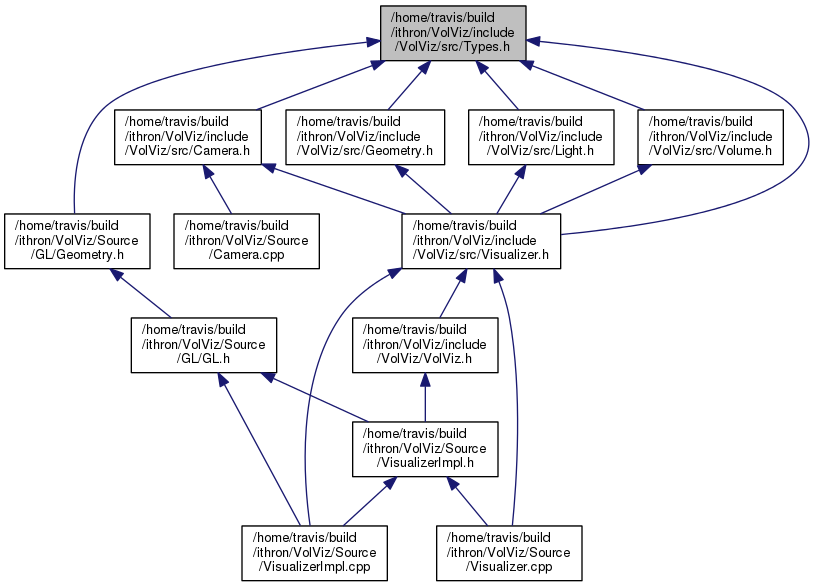 /home/travis/build
/ithron/VolViz/include
/VolViz/src/Types.h
/home/travis/build
/ithron/VolViz/include
/VolViz/src/Camera.h
/home/travis/build
/ithron/VolViz/include
/VolViz/src/Geometry.h
/home/travis/build
/ithron/VolViz/include
/VolViz/src/Light.h
/home/travis/build
/ithron/VolViz/include
/VolViz/src/Volume.h
/home/travis/build
/ithron/VolViz/Source
/GL/Geometry.h
/home/travis/build
/ithron/VolViz/Source
/Camera.cpp
/home/travis/build
/ithron/VolViz/include
/VolViz/src/Visualizer.h
/home/travis/build
/ithron/VolViz/Source
/GL/GL.h
/home/travis/build
/ithron/VolViz/include
/VolViz/VolViz.h
/home/travis/build
/ithron/VolViz/Source
/VisualizerImpl.h
/home/travis/build
/ithron/VolViz/Source
/VisualizerImpl.cpp
/home/travis/build
/ithron/VolViz/Source
/Visualizer.cpp